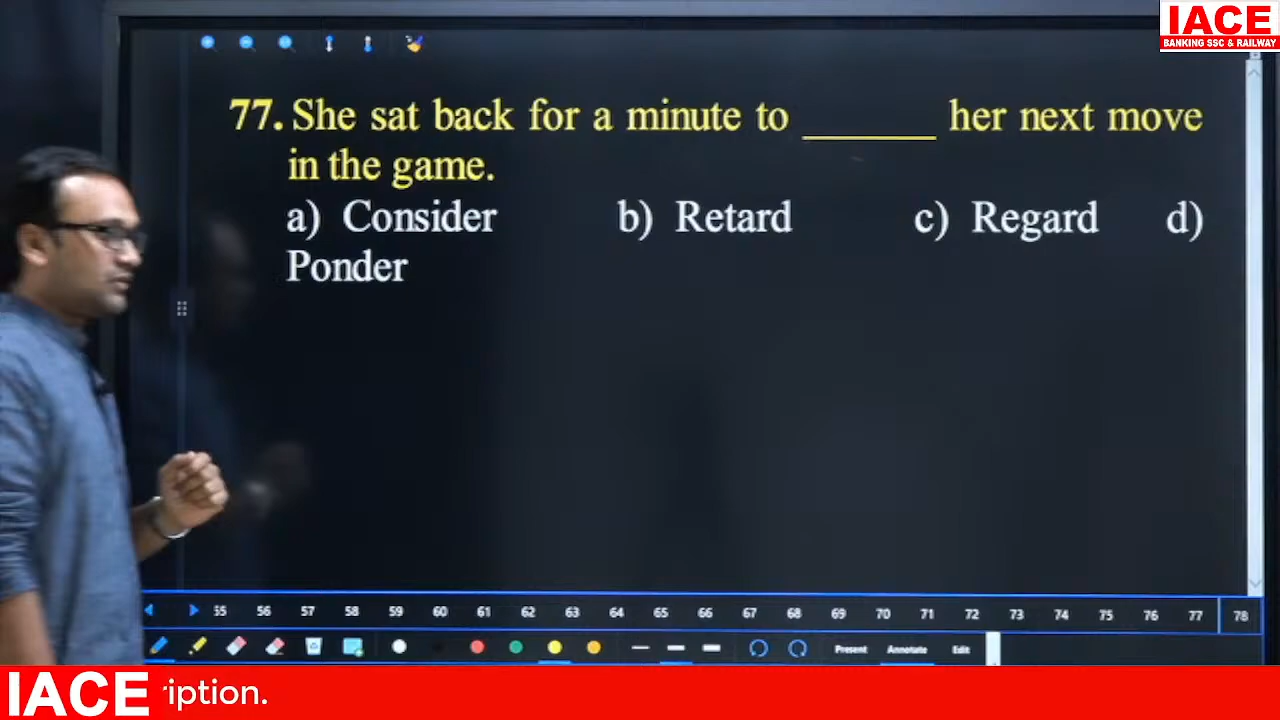 IACE
BANKING SSC & RAILWAY
77. She sat back for a minute to ______ her next move
in the game.
a) Consider b) Retard c) Regard d)
Ponder
55 56 57 58 59 60 61 62 63 64 65 66 67 68 69 70 71 72 73 74 75 76 77 78
Present Annotate Edit
IACE iption.